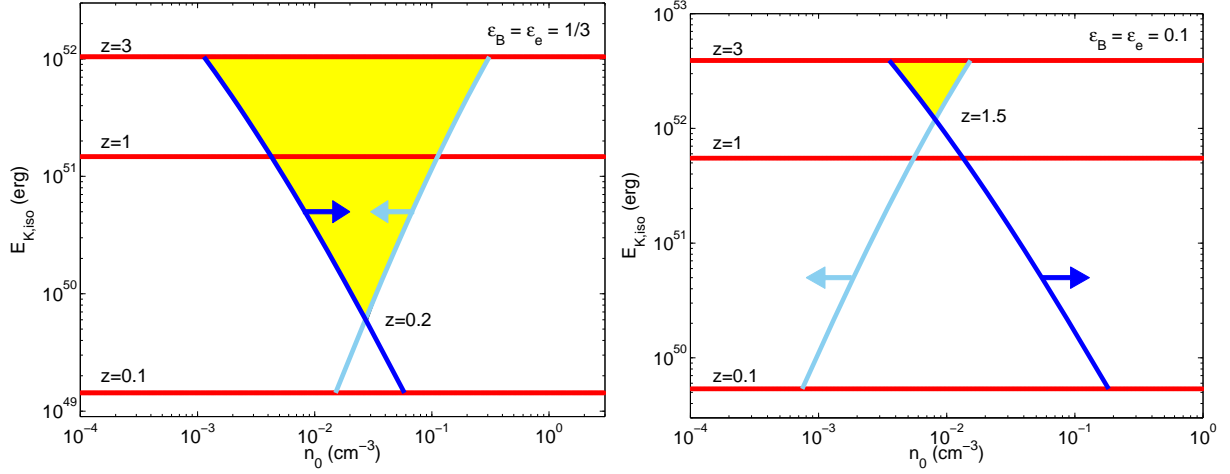 ε_B = ε_e = 1/3
z=3
z=1
z=0.2
z=0.1
10^52
10^51
10^50
10^49
E_K,iso (erg)
10^−4
10^−3
10^−2
10^−1
10^0
n_0 (cm^−3)
ε_B = ε_e = 0.1
z=3
z=1.5
z=1
z=0.1
10^53
10^52
10^51
10^50
E_K,iso (erg)
10^−4
10^−3
10^−2
10^−1
10^0
n_0 (cm^−3)